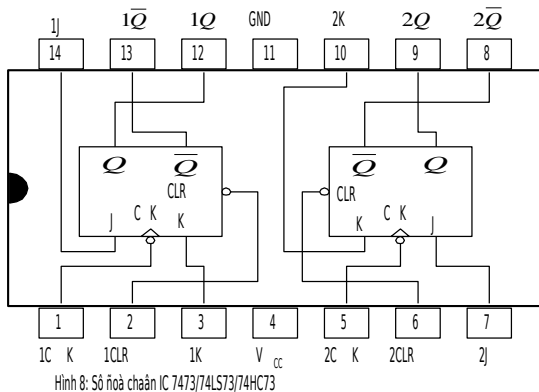 1J 1Q̅ 1Q GND 2K 2Q 2Q̅
14 13 12 11 10 9 8
Q Q̅ Q̅ Q
CLR CLR
J C K K K C K J
1 2 3 4 5 6 7
1C K 1CLR 1K V CC 2C K 2CLR 2J
Hình 8: Sô ñoà chaân IC 7473/74LS73/74HC73